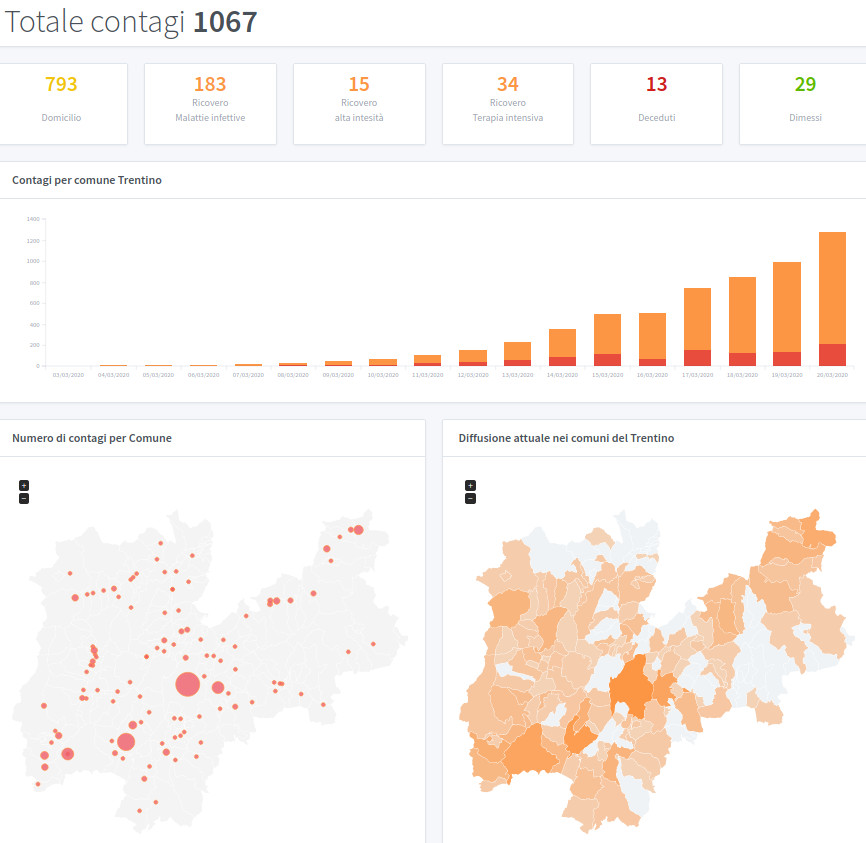 Totale contagi 1067
793
Domicilio
183
Ricovero
Malattie infettive
15
Ricovero
alta intesità
34
Ricovero
Terapia intensiva
13
Deceduti
29
Dimessi
Contagi per comune Trentino
1400
1200
1000
800
600
400
200
0
03/03/2020 04/03/2020 05/03/2020 06/03/2020 07/03/2020 08/03/2020 09/03/2020 10/03/2020 11/03/2020 12/03/2020 13/03/2020 14/03/2020 15/03/2020 16/03/2020 17/03/2020 18/03/2020 19/03/2020 20/03/2020
Numero di contagi per Comune
Diffusione attuale nei comuni del Trentino
+
−
+
−